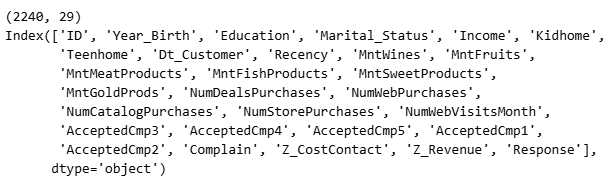 (2240, 29)
Index(['ID', 'Year_Birth', 'Education', 'Marital_Status', 'Income', 'Kidhome',
'Teenhome', 'Dt_Customer', 'Recency', 'MntWines', 'MntFruits',
'MntMeatProducts', 'MntFishProducts', 'MntSweetProducts',
'MntGoldProds', 'NumDealsPurchases', 'NumWebPurchases',
'NumCatalogPurchases', 'NumStorePurchases', 'NumWebVisitsMonth',
'AcceptedCmp3', 'AcceptedCmp4', 'AcceptedCmp5', 'AcceptedCmp1',
'AcceptedCmp2', 'Complain', 'Z_CostContact', 'Z_Revenue', 'Response'],
dtype='object')